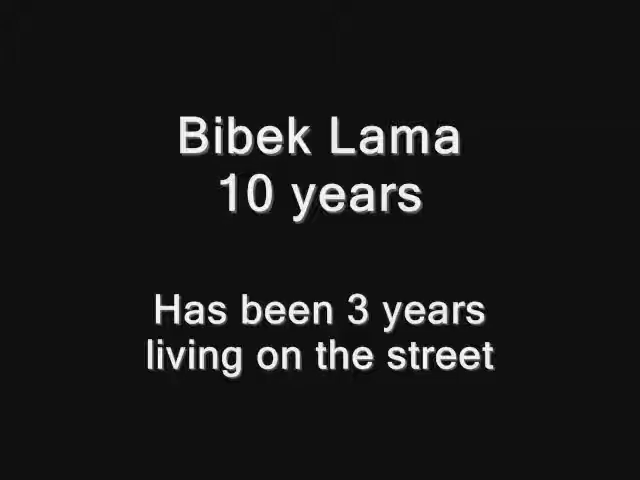 Bibek Lama
10 years
Has been 3 years
living on the street